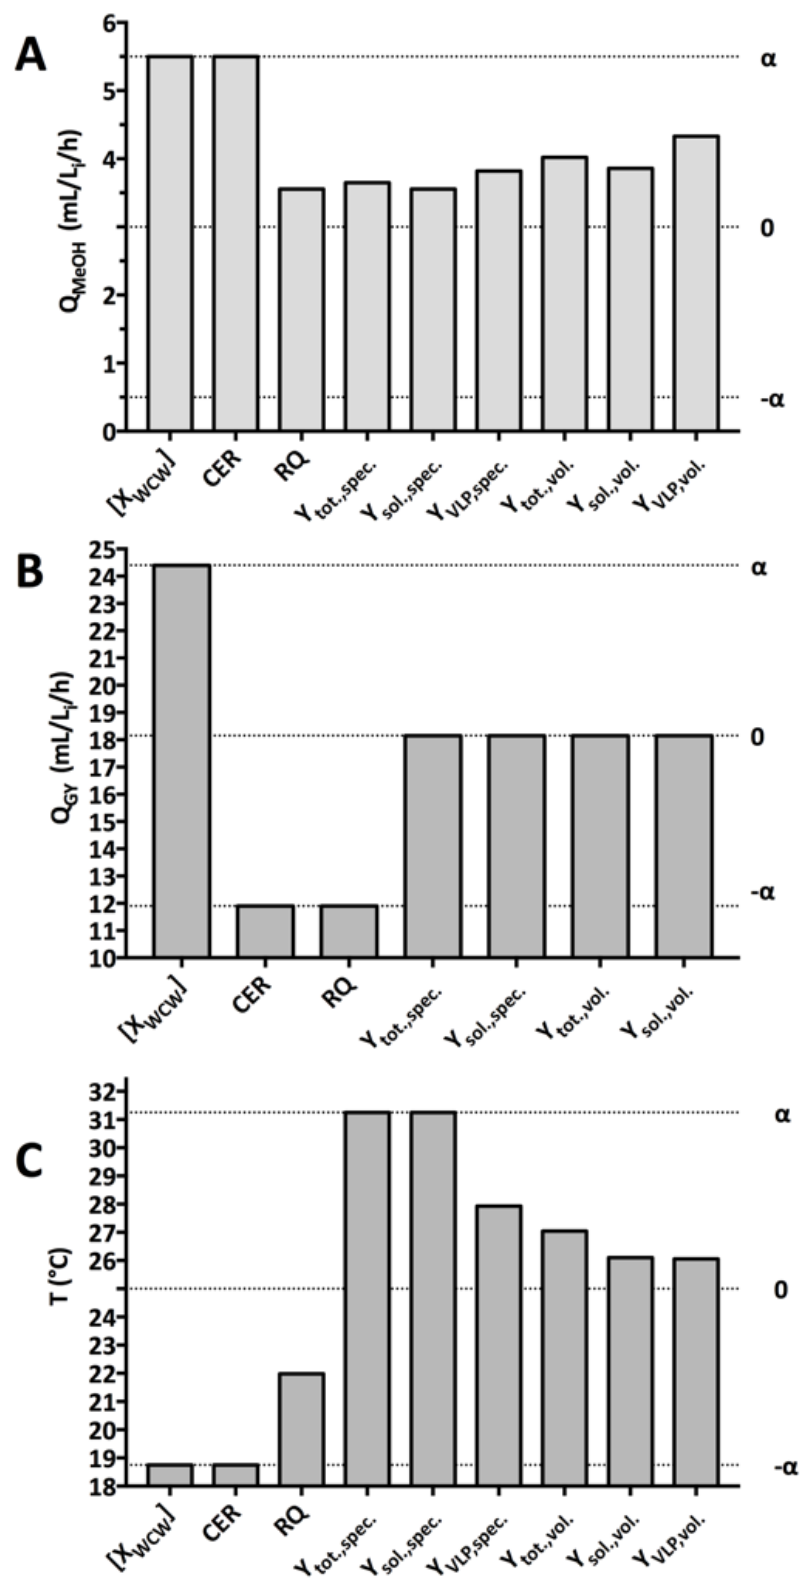 A
Q_MeOH (mL/L_i/h)
6
5
4
2
1
0
α
0
-α
[X_WCW]
CER
RQ
Y_tot.,spec.
Y_sol.,spec.
Y_VLP,spec.
Y_tot.,vol.
Y_sol.,vol.
Y_VLP,vol.
B
Q_GY (mL/L_i/h)
25
24
23
22
21
20
19
18
17
16
15
14
13
12
11
10
α
0
-α
[X_WCW]
CER
RQ
Y_tot.,spec.
Y_sol.,spec.
Y_tot.,vol.
Y_sol.,vol.
C
T (°C)
32
31
30
29
28
27
26
24
23
22
21
20
19
18
α
0
-α
[X_WCW]
CER
RQ
Y_tot.,spec.
Y_sol.,spec.
Y_VLP,spec.
Y_tot.,vol.
Y_sol.,vol.
Y_VLP,vol.